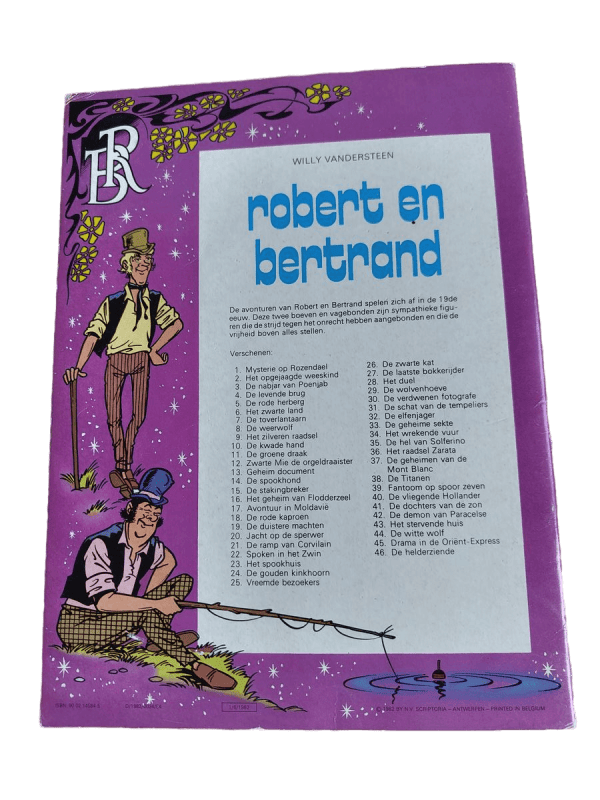 BR
WILLY VANDERSTEEN
robert en
bertrand
De avonturen van Robert en Bertrand spelen zich af in de 19de
eeuw. Deze twee boeven en vagebonden zijn sympathieke figu-
ren die de strijd tegen het onrecht hebben aangebonden en die de
vrijheid boven alles stellen.
Verschenen:
1. Mysterie op Rozendael
2. Het opgejaagde weeskind
3. De nabjar van Poenjab
4. De levende brug
5. De rode herberg
6. Het zwarte land
7. De toverlantaarn
8. De weerwolf
9. Het zilveren raadsel
10. De kwade hand
11. De groene draak
12. Zwarte Mie de orgeldraaister
13. Geheim document
14. De spookhond
15. De stakingbreker
16. Het geheim van Flodderzeel
17. Avontuur in Moldavië
18. De rode kaproen
19. De duistere machten
20. Jacht op de sperwer
21. De ramp van Corvilain
22. Spoken in het Zwin
23. Het spookhuis
24. De gouden kinkhoorn
25. Vreemde bezoekers
26. De zwarte kat
27. De laatste bokkerijder
28. Het duel
29. De wolvenhoeve
30. De verdwenen fotografe
31. De schat van de tempeliers
32. De elfenjager
33. De geheime sekte
34. Het wrekende vuur
35. De hel van Solferino
36. Het raadsel Zarata
37. De geheimen van de
Mont Blanc
38. De Titanen
39. Fantoom op spoor zeven
40. De vliegende Hollander
41. De dochters van de zon
42. De demon van Paracelse
43. Het stervende huis
44. De witte wolf
45. Drama in de Oriënt-Express
46. De helderziende
ISBN 90 02
BY N.V. SCRIPTORIA – ANTWERPEN – PRINTED IN BELGIUM